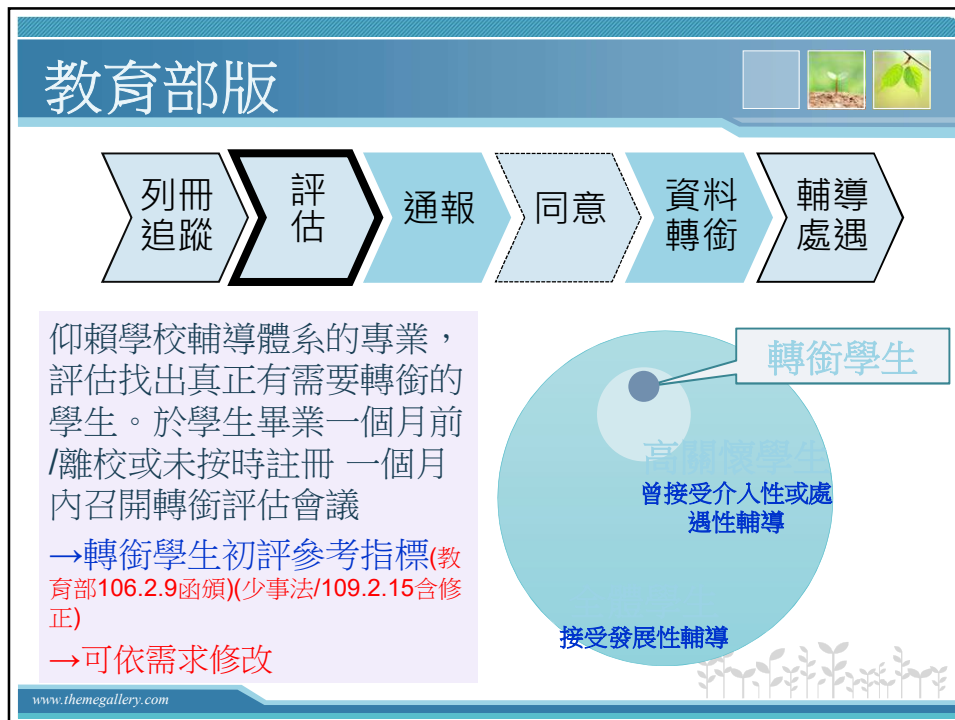 教育部版
列冊
追蹤
評
估
通報
同意
資料
轉銜
輔導
處遇
仰賴學校輔導體系的專業，
評估找出真正有需要轉銜的
學生。於學生畢業一個月前
/離校或未按時註冊 一個月
內召開轉銜評估會議
→轉銜學生初評參考指標(教
育部106.2.9函頒)(少事法/109.2.15含修
正)
→可依需求修改
轉銜學生
高關懷學生
曾接受介入性或處
遇性輔導
接受發展性輔導
www.themegallery.com